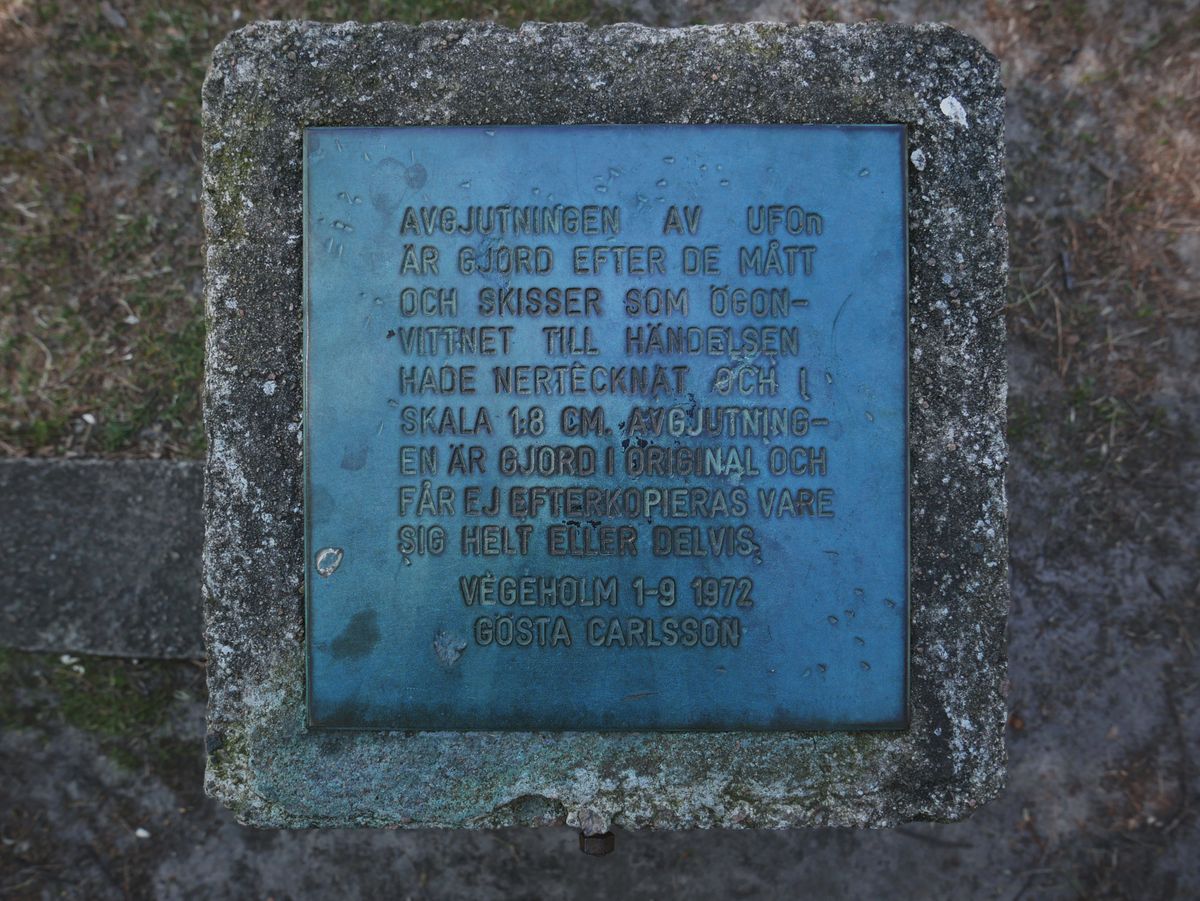 AVGJUTNINGEN AV UFOn
ÄR GJORD EFTER DE MÅTT
OCH SKISSER SOM ÖGON-
VITTNET TILL HÄNDELSEN
HADE NERTECKNAT OCH I
SKALA 1:8 CM. AVGJUTNING-
EN ÄR GJORD I ORIGINAL OCH
FÅR EJ EFTERKOPIERAS VARE
SIG HELT ELLER DELVIS.
VEGEHOLM 1-9 1972
GÖSTA CARLSSON